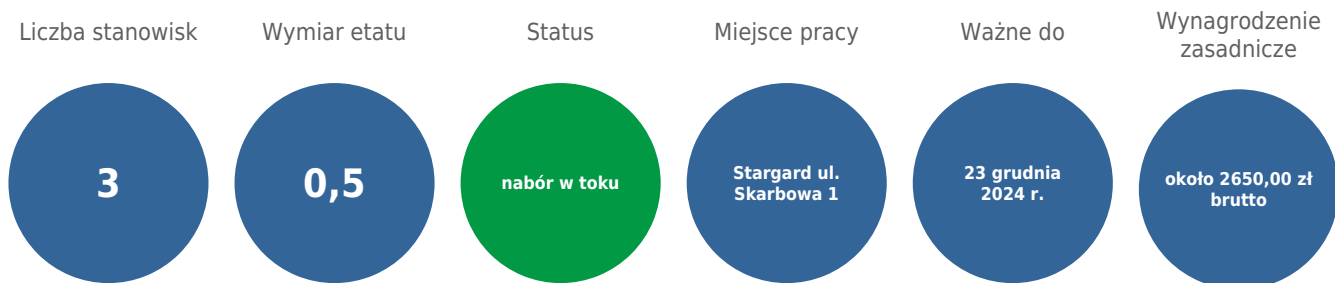 Liczba stanowisk
3
Wymiar etatu
0,5
Status
nabór w toku
Miejsce pracy
Stargard ul.
Skarbowa 1
Ważne do
23 grudnia
2024 r.
Wynagrodzenie
zasadnicze
około 2650,00 zł
brutto